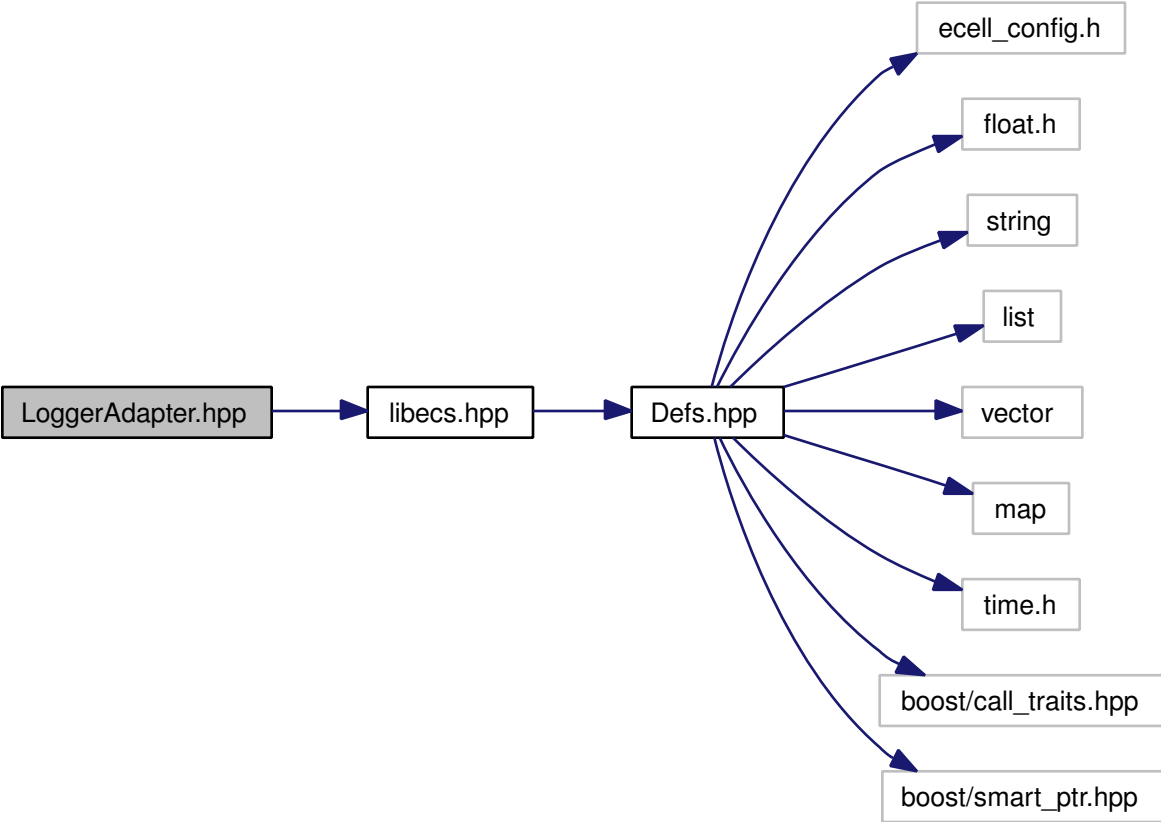 ecell_config.h
float.h
string
list
LoggerAdapter.hpp
libecs.hpp
Defs.hpp
vector
map
time.h
boost/call_traits.hpp
boost/smart_ptr.hpp